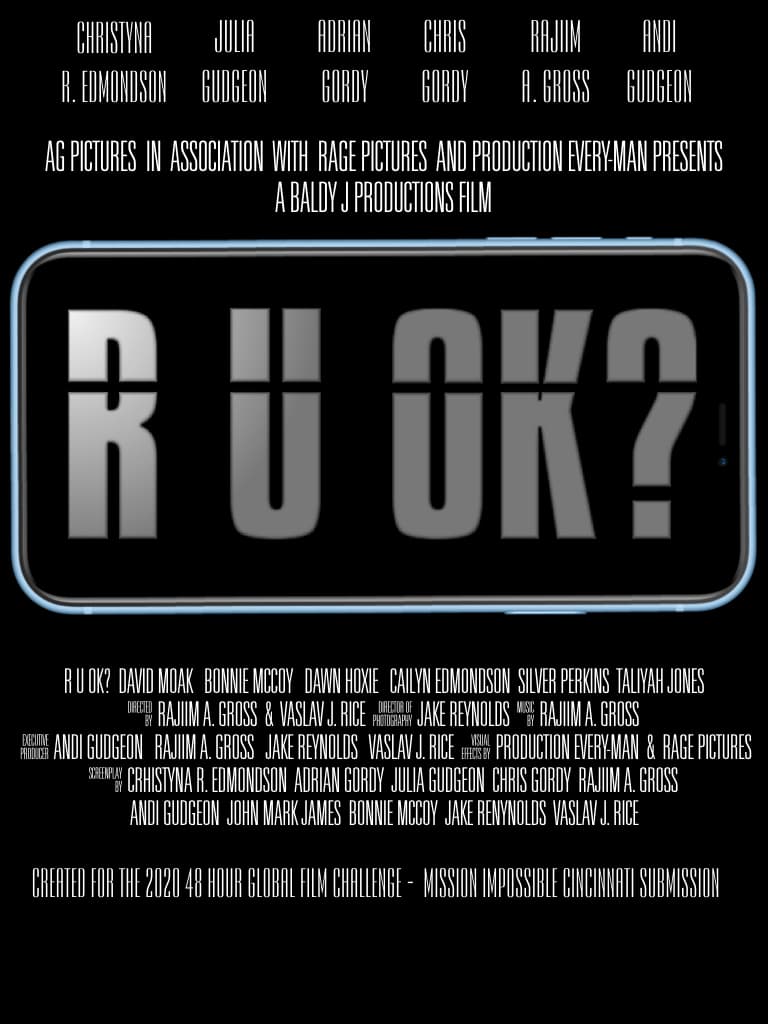 CHRISTYNA JULIA ADRIAN CHRIS RAJIIM ANDI
R. EDMONDSON GUDGEON GORDY GORDY A. GROSS GUDGEON
AG PICTURES IN ASSOCIATION WITH RAGE PICTURES AND PRODUCTION EVERY-MAN PRESENTS
A BALDY J PRODUCTIONS FILM
R U OK?
R U OK? DAVID MOAK BONNIE MCCOY DAWN HOXIE CAILYN EDMONDSON SILVER PERKINS TALIYAH JONES
DIRECTED BY RAJIIM A. GROSS & VASLAV J. RICE DIRECTOR OF PHOTOGRAPHY JAKE REYNOLDS MUSIC BY RAJIIM A. GROSS
EXECUTIVE PRODUCER ANDI GUDGEON RAJIIM A. GROSS JAKE REYNOLDS VASLAV J. RICE VISUAL EFFECTS BY PRODUCTION EVERY-MAN & RAGE PICTURES
SCREENPLAY BY CRHISTYNA R. EDMONDSON ADRIAN GORDY JULIA GUDGEON CHRIS GORDY RAJIIM A. GROSS
ANDI GUDGEON JOHN MARK JAMES BONNIE MCCOY JAKE RENYNOLDS VASLAV J. RICE
CREATED FOR THE 2020 48 HOUR GLOBAL FILM CHALLENGE - MISSION IMPOSSIBLE CINCINNATI SUBMISSION